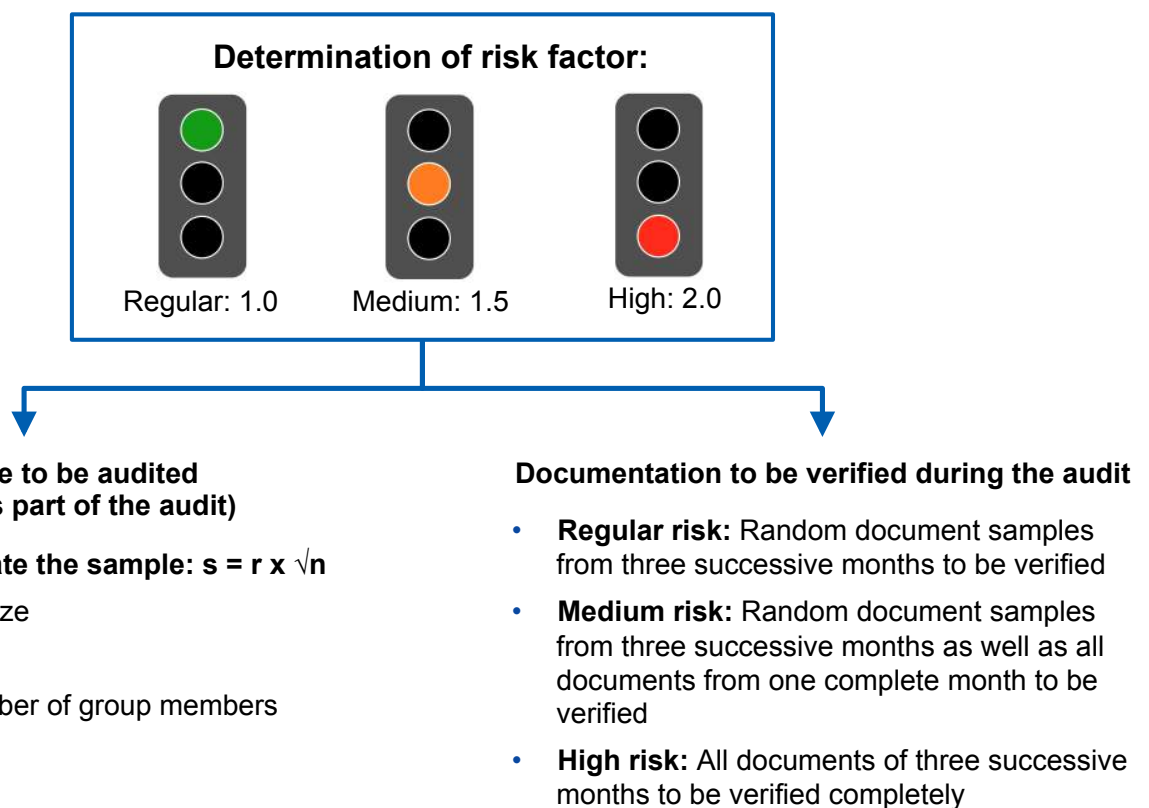 Determination of risk factor:
Regular: 1.0
Medium: 1.5
High: 2.0
e to be audited
s part of the audit)
ate the sample: s = r x √n
ze
ber of group members
Documentation to be verified during the audit
• Regular risk: Random document samples
from three successive months to be verified
• Medium risk: Random document samples
from three successive months as well as all
documents from one complete month to be
verified
• High risk: All documents of three successive
months to be verified completely